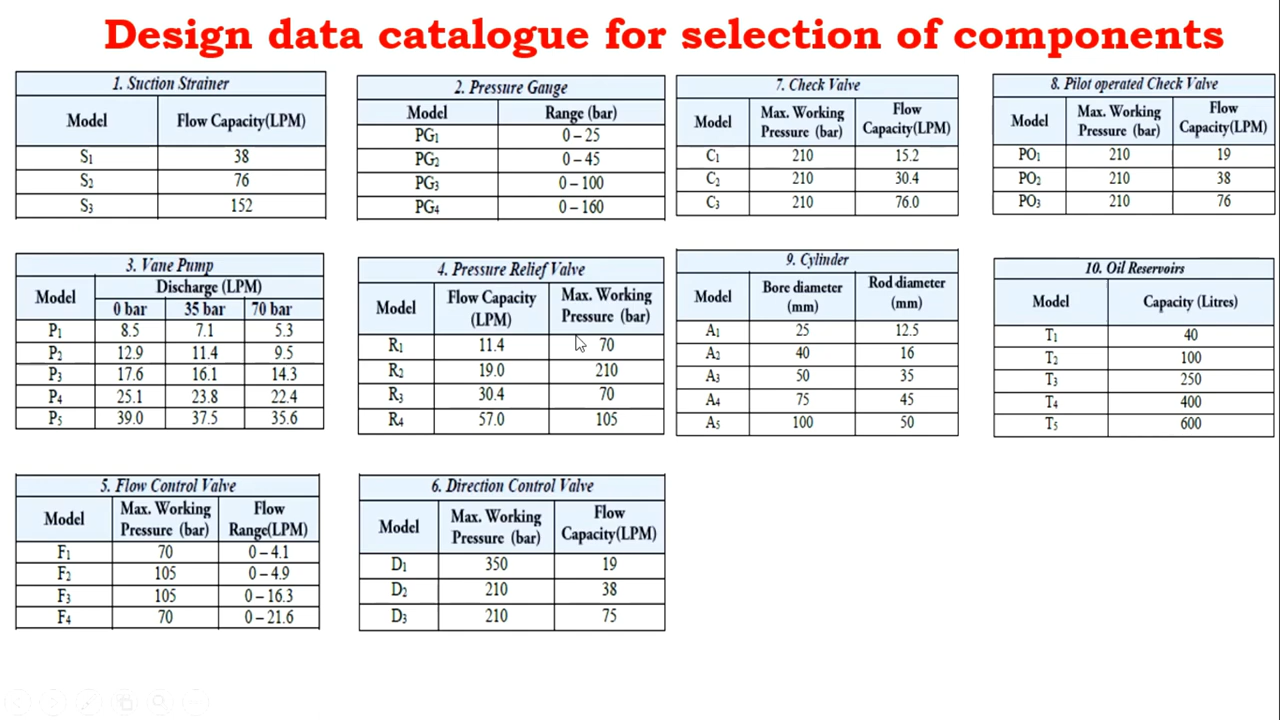 Design data catalogue for selection of components
1. Suction Strainer
Model Flow Capacity(LPM)
S1 38
S2 76
S3 152
2. Pressure Gauge
Model Range (bar)
PG1 0 – 25
PG2 0 – 45
PG3 0 – 100
PG4 0 – 160
7. Check Valve
Model Max. Working Pressure (bar) Flow Capacity(LPM)
C1 210 15.2
C2 210 30.4
C3 210 76.0
8. Pilot operated Check Valve
Model Max. Working Pressure (bar) Flow Capacity(LPM)
PO1 210 19
PO2 210 38
PO3 210 76
3. Vane Pump
Model Discharge (LPM)
0 bar 35 bar 70 bar
P1 8.5 7.1 5.3
P2 12.9 11.4 9.5
P3 17.6 16.1 14.3
P4 25.1 23.8 22.4
P5 39.0 37.5 35.6
4. Pressure Relief Valve
Model Flow Capacity (LPM) Max. Working Pressure (bar)
R1 11.4 70
R2 19.0 210
R3 30.4 70
R4 57.0 105
9. Cylinder
Model Bore diameter (mm) Rod diameter (mm)
A1 25 12.5
A2 40 16
A3 50 35
A4 75 45
A5 100 50
10. Oil Reservoirs
Model Capacity (Litres)
T1 40
T2 100
T3 250
T4 400
T5 600
5. Flow Control Valve
Model Max. Working Pressure (bar) Flow Range(LPM)
F1 70 0 – 4.1
F2 105 0 – 4.9
F3 105 0 – 16.3
F4 70 0 – 21.6
6. Direction Control Valve
Model Max. Working Pressure (bar) Flow Capacity(LPM)
D1 350 19
D2 210 38
D3 210 75